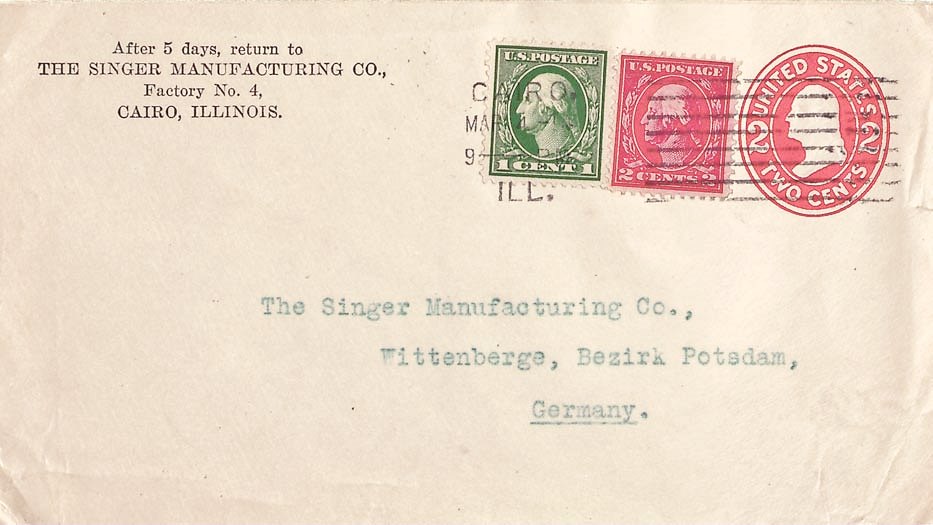 After 5 days, return to
THE SINGER MANUFACTURING CO.,
Factory No. 4,
CAIRO, ILLINOIS.
U.S. POSTAGE
1 CENT 1
U.S. POSTAGE
2 CENTS 2
UNITED STATES
2 2
TWO CENTS
CAIRO,
ILL.
The Singer Manufacturing Co.,
Wittenberge, Bezirk Potsdam,
Germany.